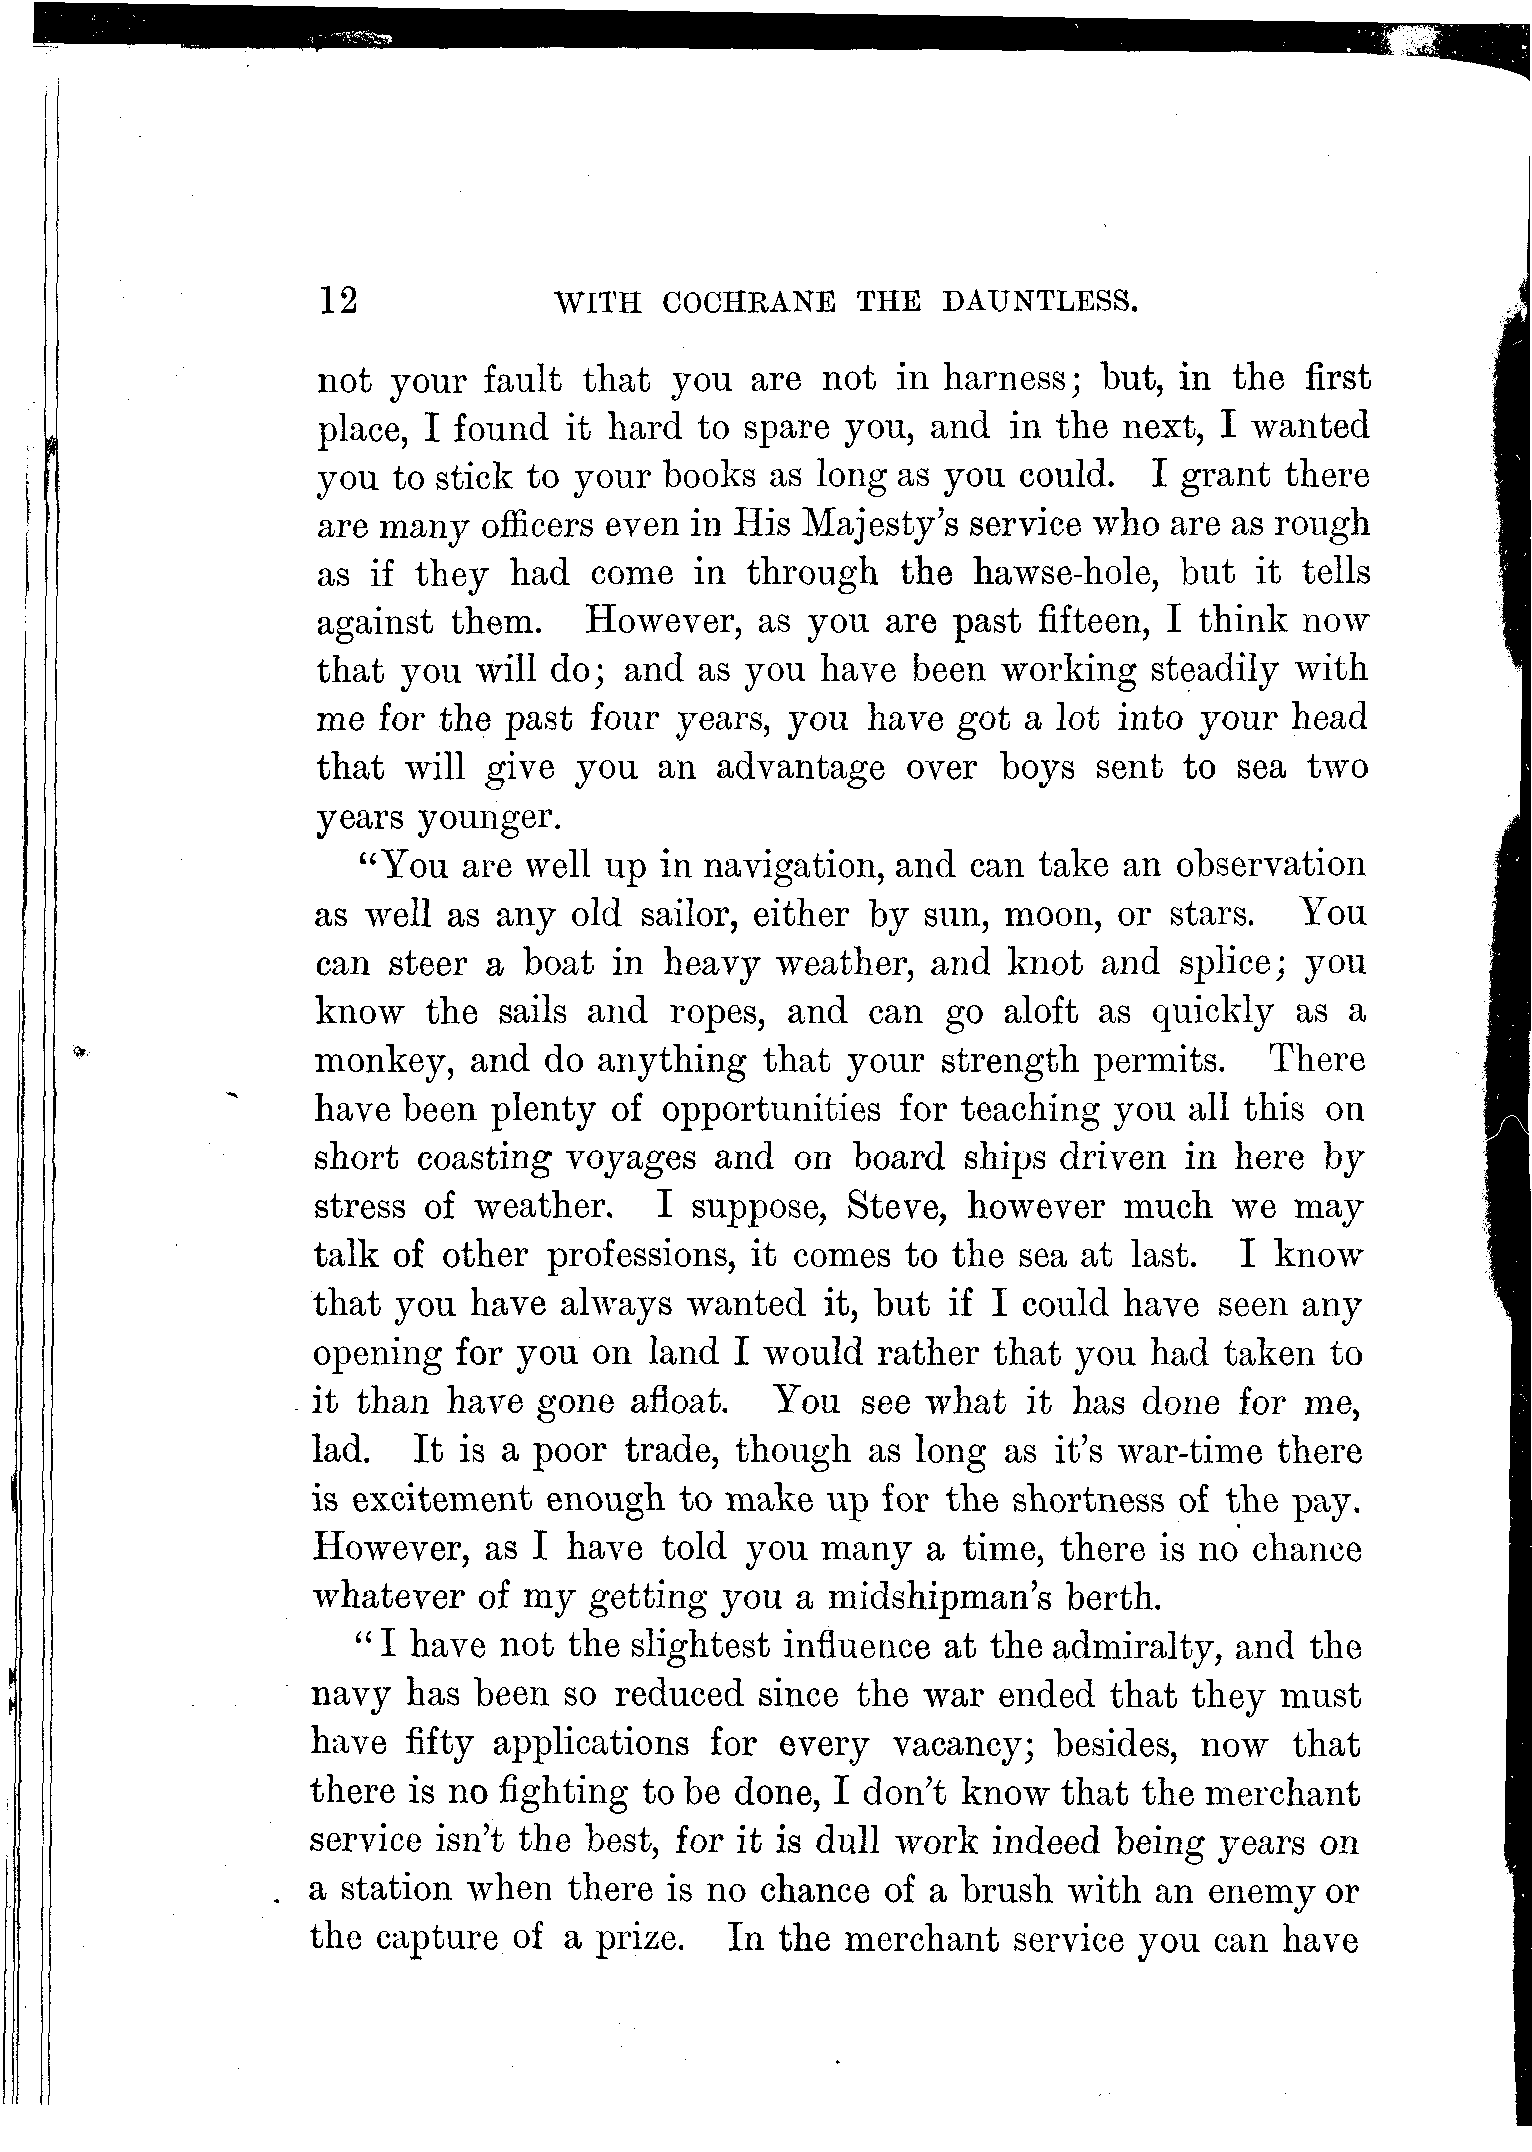 12 WITH COCHRANE THE DAUNTLESS.
not your fault that you are not in harness; but, in the first
place, I found it hard to spare you, and in the next, I wanted
you to stick to your books as long as you could. I grant there
are many officers even in His Majesty's service who are as rough
as if they had come in through the hawse-hole, but it tells
against them. However, as you are past fifteen, I think now
that you will do; and as you have been working steadily with
me for the past four years, you have got a lot into your head
that will give you an advantage over boys sent to sea two
years younger.
"You are well up in navigation, and can take an observation
as well as any old sailor, either by sun, moon, or stars. You
can steer a boat in heavy weather, and knot and splice; you
know the sails and ropes, and can go aloft as quickly as a
monkey, and do anything that your strength permits. There
have been plenty of opportunities for teaching you all this on
short coasting voyages and on board ships driven in here by
stress of weather. I suppose, Steve, however much we may
talk of other professions, it comes to the sea at last. I know
that you have always wanted it, but if I could have seen any
opening for you on land I would rather that you had taken to
it than have gone afloat. You see what it has done for me,
lad. It is a poor trade, though as long as it's war-time there
is excitement enough to make up for the shortness of the pay.
However, as I have told you many a time, there is no chance
whatever of my getting you a midshipman's berth.
"I have not the slightest influence at the admiralty, and the
navy has been so reduced since the war ended that they must
have fifty applications for every vacancy; besides, now that
there is no fighting to be done, I don't know that the merchant
service isn't the best, for it is dull work indeed being years on
a station when there is no chance of a brush with an enemy or
the capture of a prize. In the merchant service you can have